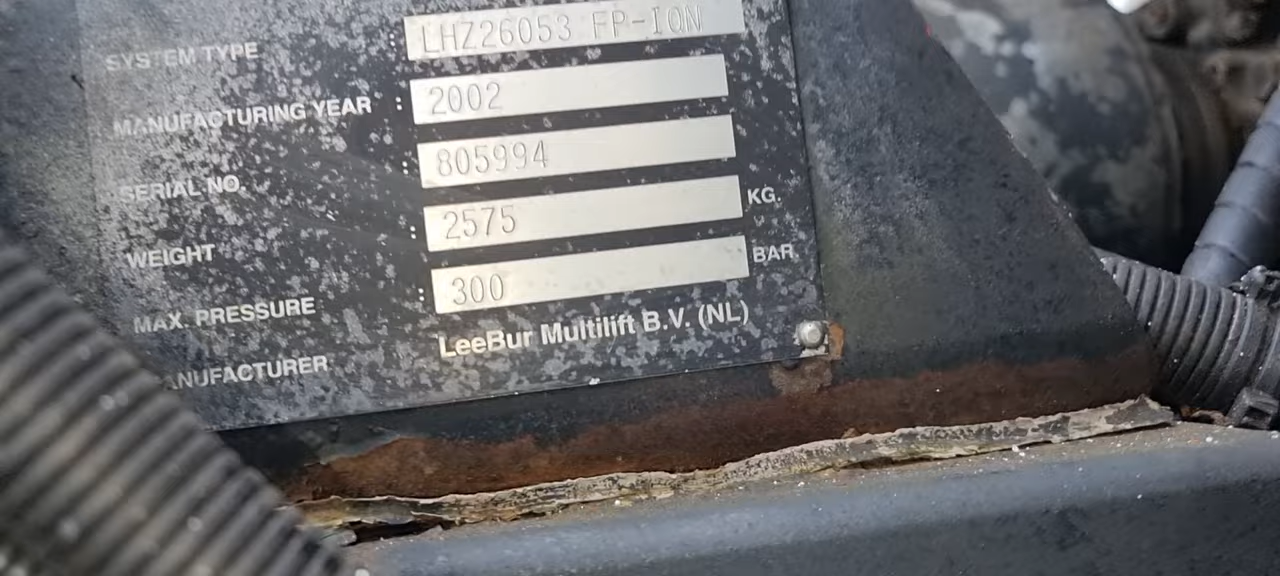 SYSTEM TYPE : LHZ26053 FP-IQN
MANUFACTURING YEAR : 2002
SERIAL NO. : 805994
WEIGHT : 2575 KG.
MAX. PRESSURE : 300 BAR
MANUFACTURER : LeeBur Multilift B.V. (NL)